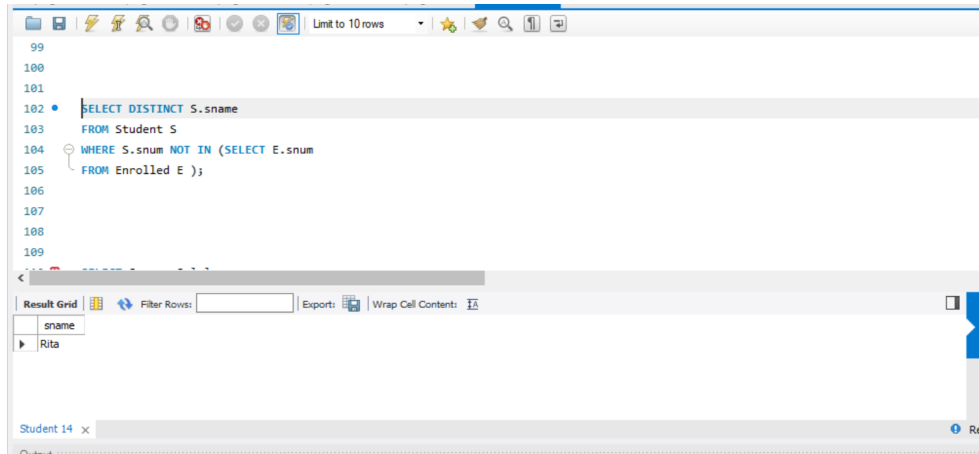 Limit to 10 rows
99
100
101
102 SELECT DISTINCT S.sname
103 FROM Student S
104 WHERE S.snum NOT IN (SELECT E.snum
105 FROM Enrolled E );
106
107
108
109
Result Grid Filter Rows: Export: Wrap Cell Content: IA
sname
Rita
Student 14 × Re